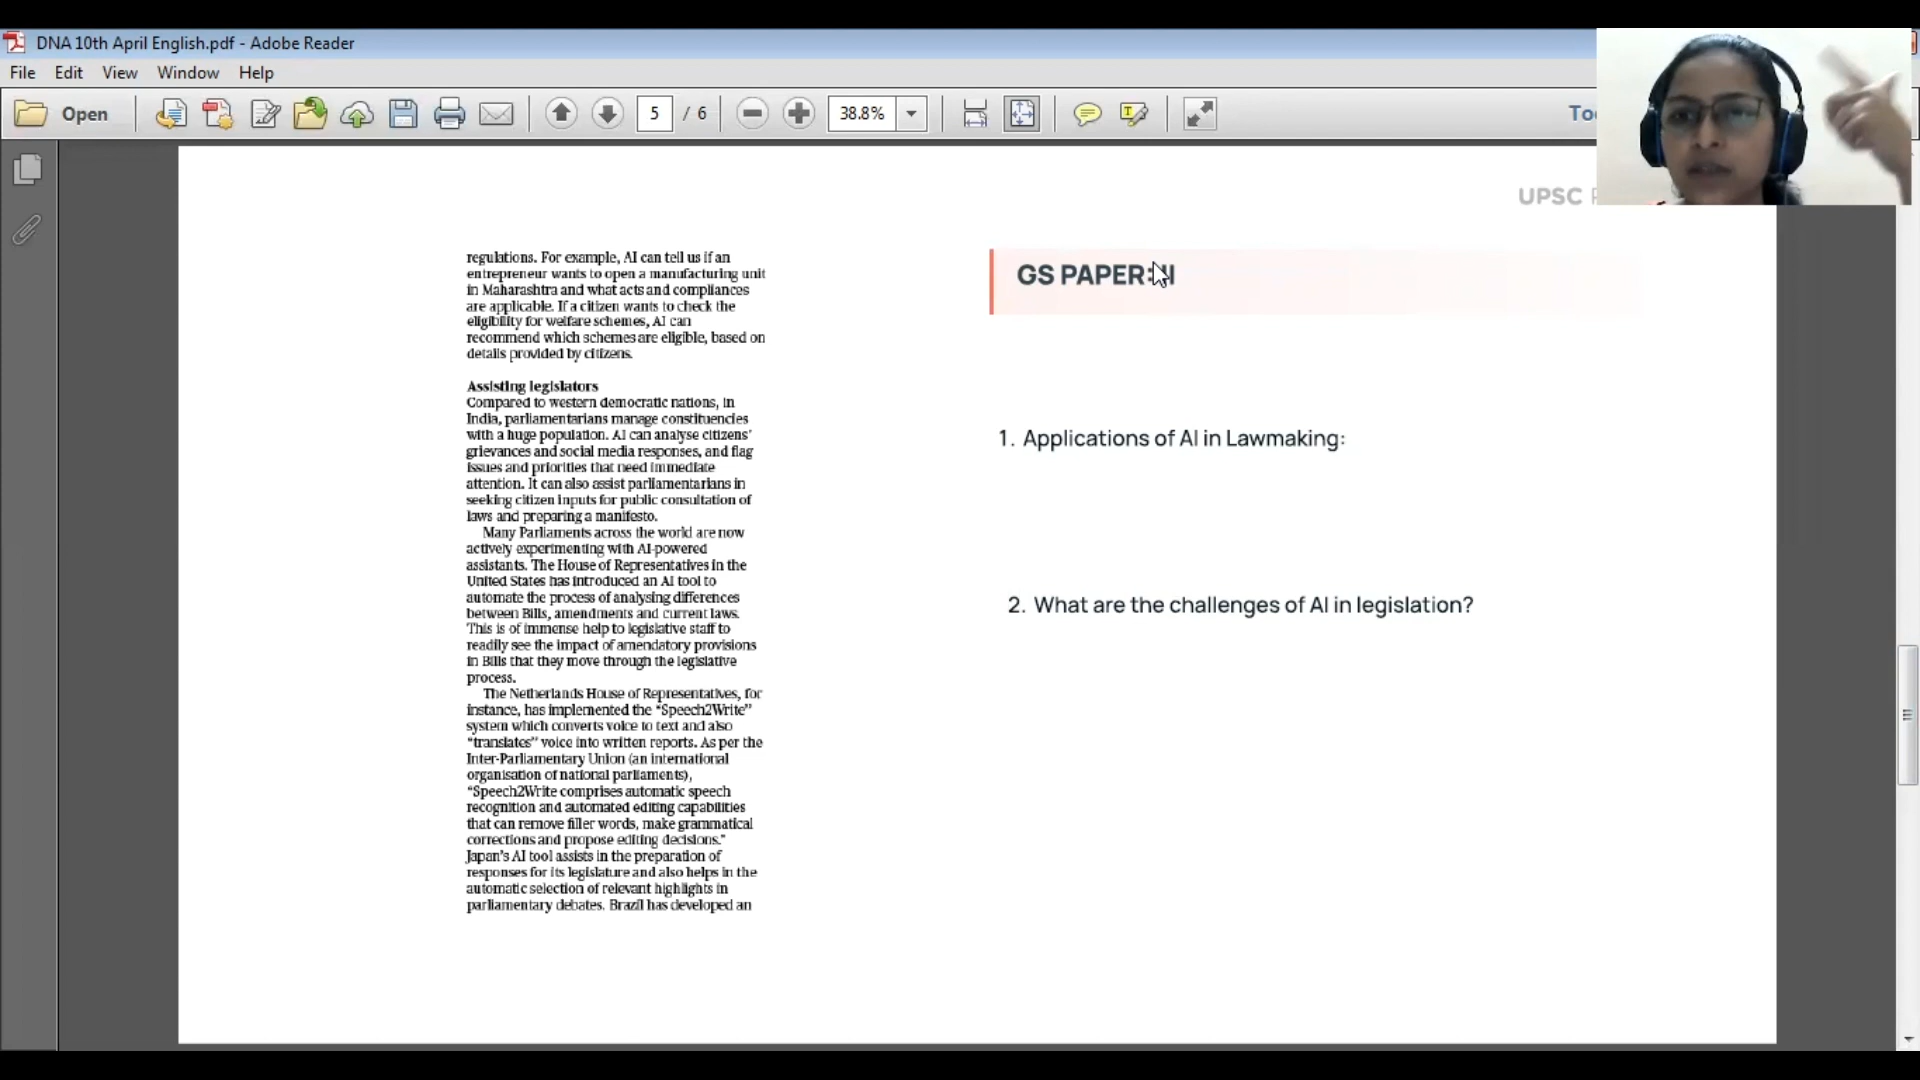 DNA 10th April English.pdf - Adobe Reader
File Edit View Window Help
Open
5 / 6
38.8%
UPSC
regulations. For example, AI can tell us if an
entrepreneur wants to open a manufacturing unit
in Maharashtra and what acts and compliances
are applicable. If a citizen wants to check the
eligibility for welfare schemes, AI can
recommend which schemes are eligible, based on
details provided by citizens.
Assisting legislators
Compared to western democratic nations, in
India, parliamentarians manage constituencies
with a huge population. AI can analyse citizens'
grievances and social media responses, and flag
issues and priorities that need immediate
attention. It can also assist parliamentarians in
seeking citizen inputs for public consultation of
laws and preparing a manifesto.
Many Parliaments across the world are now
actively experimenting with AI-powered
assistants. The House of Representatives in the
United States has introduced an AI tool to
automate the process of analysing differences
between Bills, amendments and current laws.
This is of immense help to legislative staff to
readily see the impact of amendatory provisions
in Bills that they move through the legislative
process.
The Netherlands House of Representatives, for
instance, has implemented the "Speech2Write"
system which converts voice to text and also
"translates" voice into written reports. As per the
Inter-Parliamentary Union (an international
organisation of national parliaments),
"Speech2Write comprises automatic speech
recognition and automated editing capabilities
that can remove filler words, make grammatical
corrections and propose editing decisions."
Japan's AI tool assists in the preparation of
responses for its legislature and also helps in the
automatic selection of relevant highlights in
parliamentary debates. Brazil has developed an
GS PAPER:
1. Applications of AI in Lawmaking:
2. What are the challenges of AI in legislation?